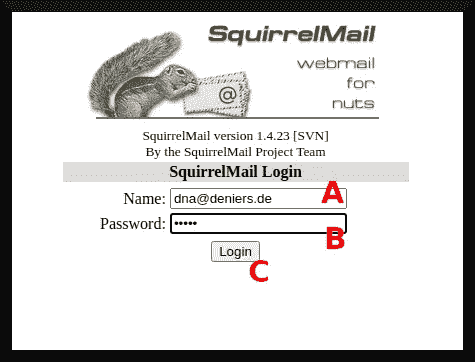 SquirrelMail
webmail
for
nuts
@
SquirrelMail version 1.4.23 [SVN]
By the SquirrelMail Project Team
SquirrelMail Login
Name: dna@deniers.de A
Password: ••••• B
Login
C